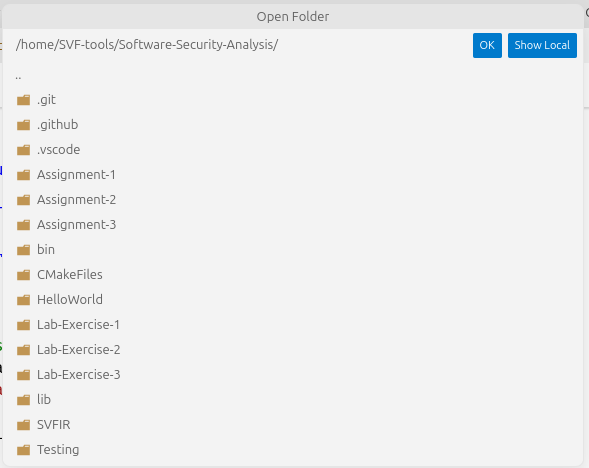 Open Folder
/home/SVF-tools/Software-Security-Analysis/ OK Show Local
..
.git
.github
.vscode
Assignment-1
Assignment-2
Assignment-3
bin
CMakeFiles
HelloWorld
Lab-Exercise-1
Lab-Exercise-2
Lab-Exercise-3
lib
SVFIR
Testing